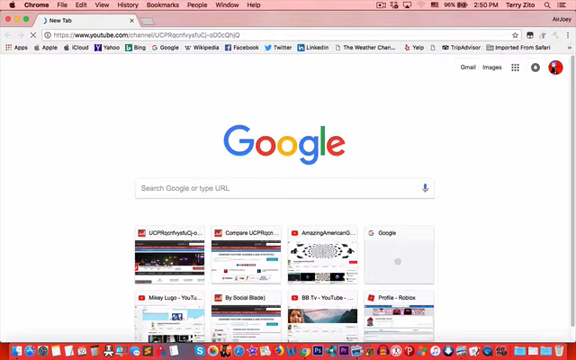 Chrome File Edit View History Bookmarks People Window Help 96% 2:50 PM Terry Zito
New Tab AirJoey
Apps Apple iCloud Yahoo Bing Google Wikipedia Facebook Twitter LinkedIn The Weather Chan... Yelp TripAdvisor Imported From Safari
Gmail Images
Google
Search Google or type URL
Compare UCPRqcn... AmazingAmericanG... Google
Mikey Lugo - YouTu... By Social Blade) BB Tv - YouTube - ... Profile - Roblox